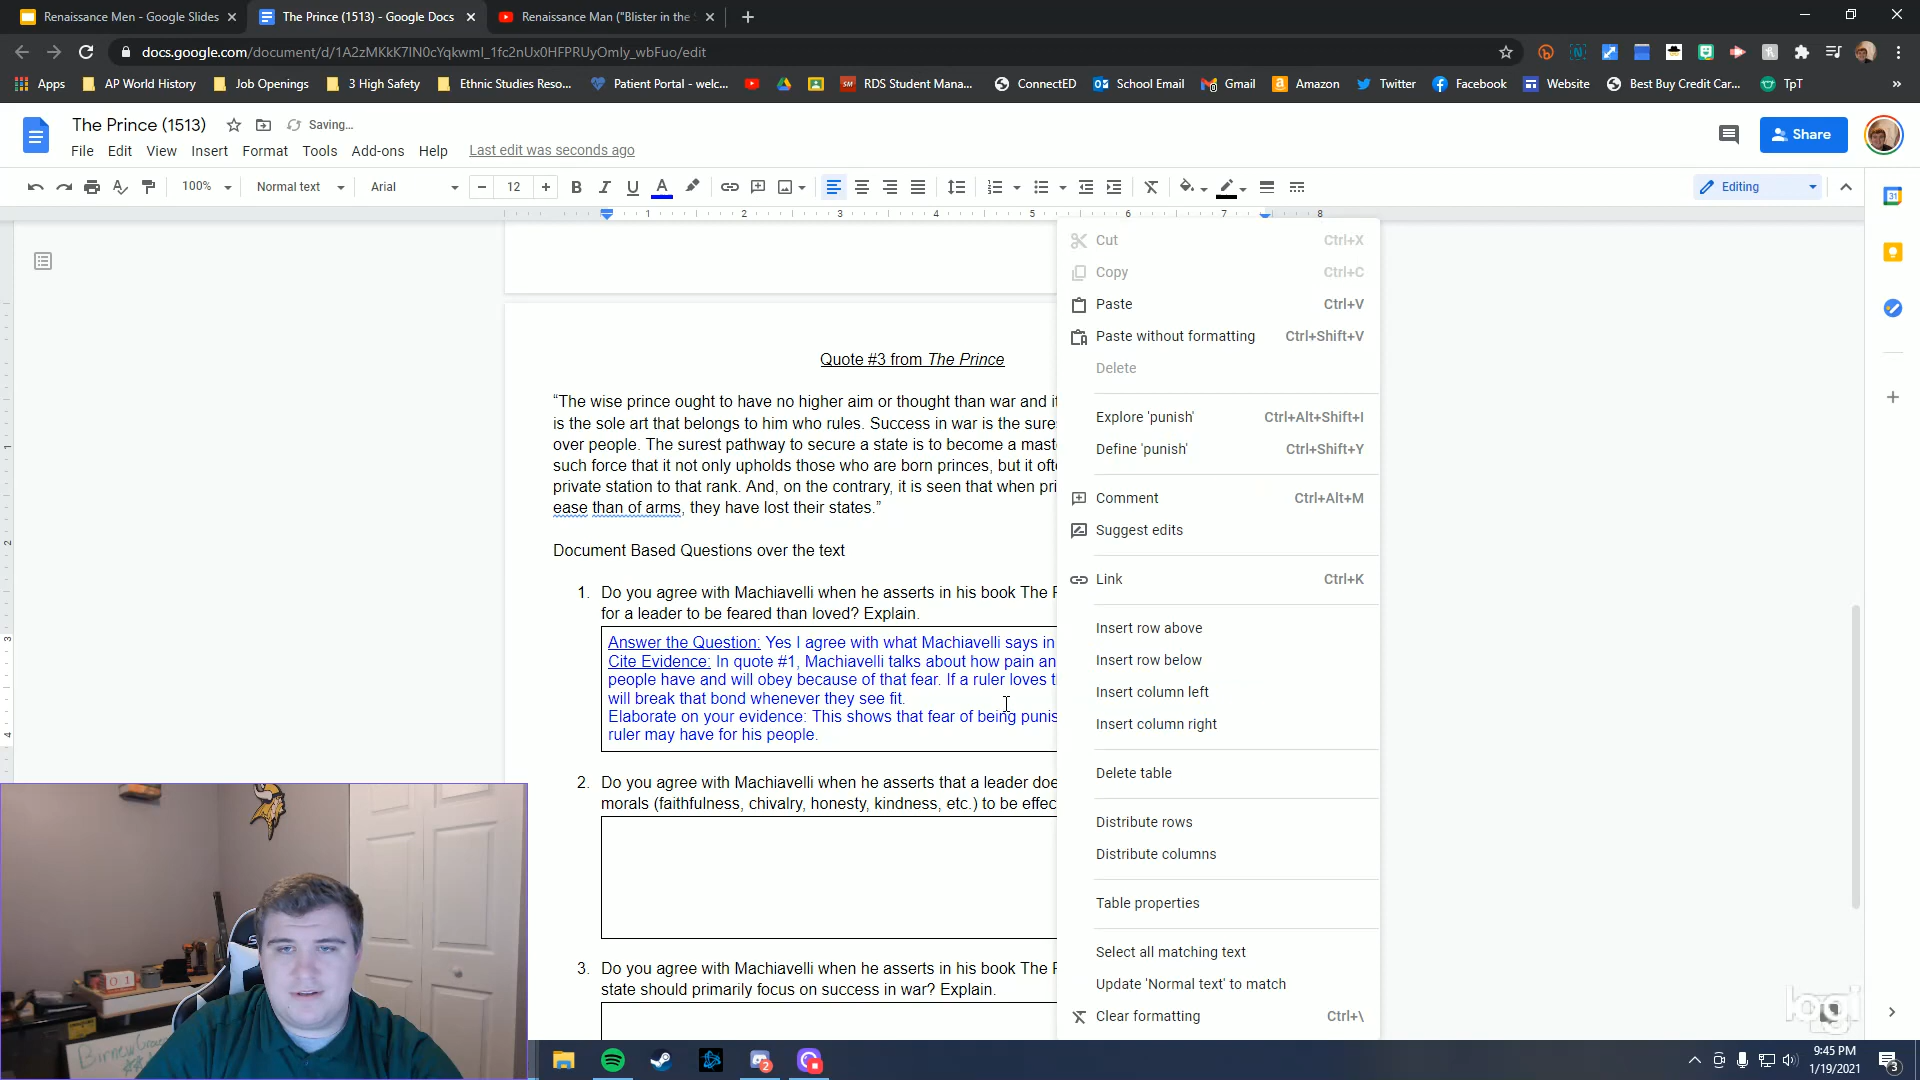 Renaissance Men - Google Slides
The Prince (1513) - Google Docs
Renaissance Man ("Blister in the
docs.google.com/document/d/1A2zMKkK7IN0cYqkwmI_1fc2nUx0HFPRUyOmly_wbFuo/edit
Apps AP World History Job Openings 3 High Safety Ethnic Studies Reso... Patient Portal - welc... RDS Student Mana... ConnectED School Email Gmail Amazon Twitter Facebook Website Best Buy Credit Car... TpT
The Prince (1513) Saving...
Share
File Edit View Insert Format Tools Add-ons Help Last edit was seconds ago
100% Normal text Arial 12 Editing
1 2 3 4 5 6 7 8
Quote #3 from The Prince
“The wise prince ought to have no higher aim or thought than war and it
is the sole art that belongs to him who rules. Success in war is the sures
over people. The surest pathway to secure a state is to become a maste
such force that it not only upholds those who are born princes, but it ofte
private station to that rank. And, on the contrary, it is seen that when pri
ease than of arms, they have lost their states.”
Document Based Questions over the text
1. Do you agree with Machiavelli when he asserts in his book The P
for a leader to be feared than loved? Explain.
Answer the Question: Yes I agree with what Machiavelli says in
Cite Evidence: In quote #1, Machiavelli talks about how pain an
people have and will obey because of that fear. If a ruler loves t
will break that bond whenever they see fit.
Elaborate on your evidence: This shows that fear of being punis
ruler may have for his people.
2. Do you agree with Machiavelli when he asserts that a leader doe
morals (faithfulness, chivalry, honesty, kindness, etc.) to be effec
3. Do you agree with Machiavelli when he asserts in his book The P
state should primarily focus on success in war? Explain.
Cut Ctrl+X
Copy Ctrl+C
Paste Ctrl+V
Paste without formatting Ctrl+Shift+V
Delete
Explore 'punish' Ctrl+Alt+Shift+I
Define 'punish' Ctrl+Shift+Y
Comment Ctrl+Alt+M
Suggest edits
Link Ctrl+K
Insert row above
Insert row below
Insert column left
Insert column right
Delete table
Distribute rows
Distribute columns
Table properties
Select all matching text
Update 'Normal text' to match
Clear formatting Ctrl+\
logi
9:45 PM
1/19/2021